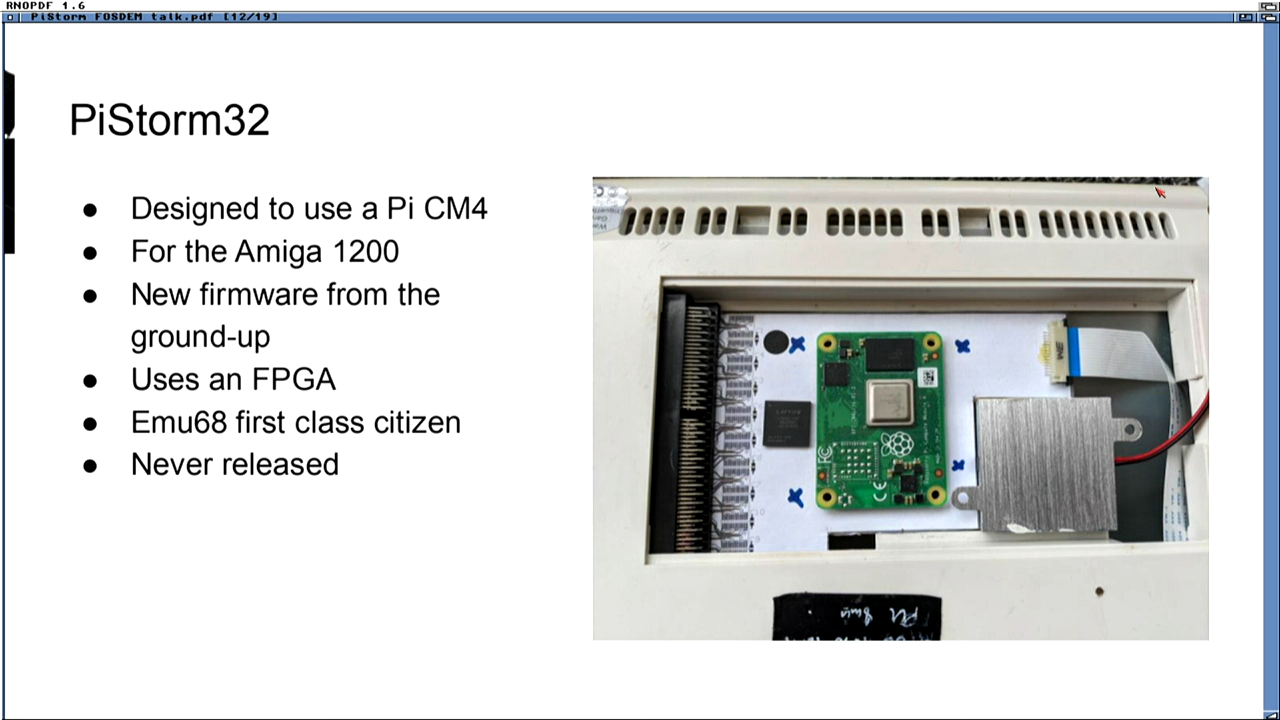 RNOPDF 1.6
PiStorm FOSDEM talk.pdf [12/19]
PiStorm32
● Designed to use a Pi CM4
● For the Amiga 1200
● New firmware from the
ground-up
● Uses an FPGA
● Emu68 first class citizen
● Never released